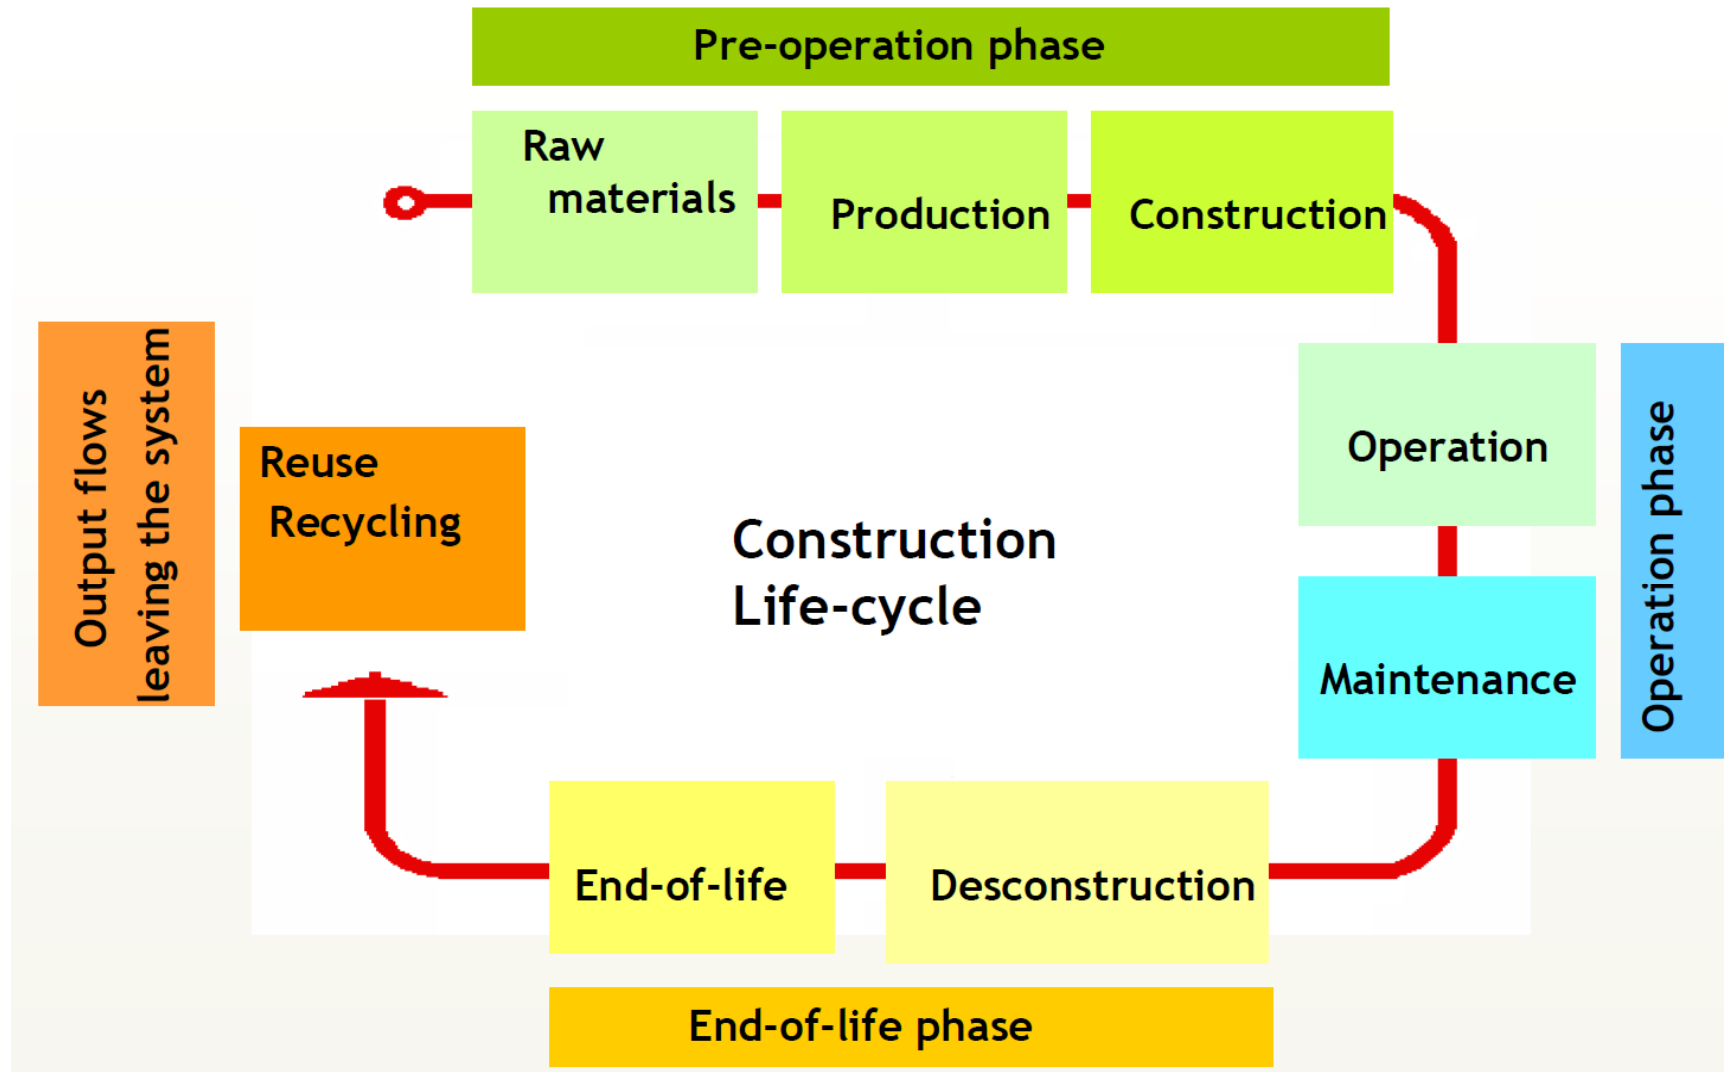 Pre-operation phase
Raw
materials
Production
Construction
Operation
Maintenance
Operation phase
Construction
Life-cycle
Reuse
Recycling
Output flows
leaving the system
End-of-life
Desconstruction
End-of-life phase